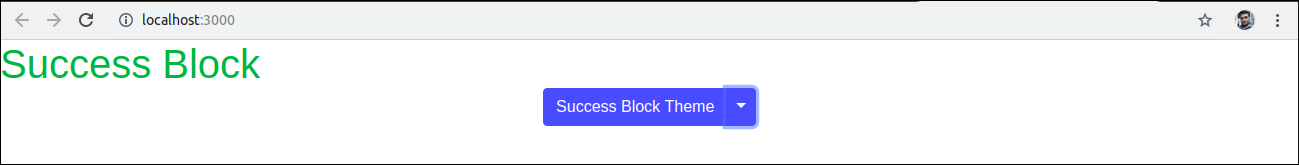 localhost:3000
Success Block
Success Block Theme